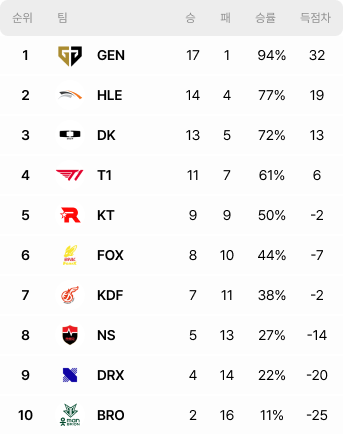 순위 팀 승 패 승률 득점차
1 GEN 17 1 94% 32
2 HLE 14 4 77% 19
3 DK 13 5 72% 13
4 T1 11 7 61% 6
5 KT 9 9 50% -2
6 FOX 8 10 44% -7
7 KDF 7 11 38% -2
8 NS 5 13 27% -14
9 DRX 4 14 22% -20
10 BRO 2 16 11% -25